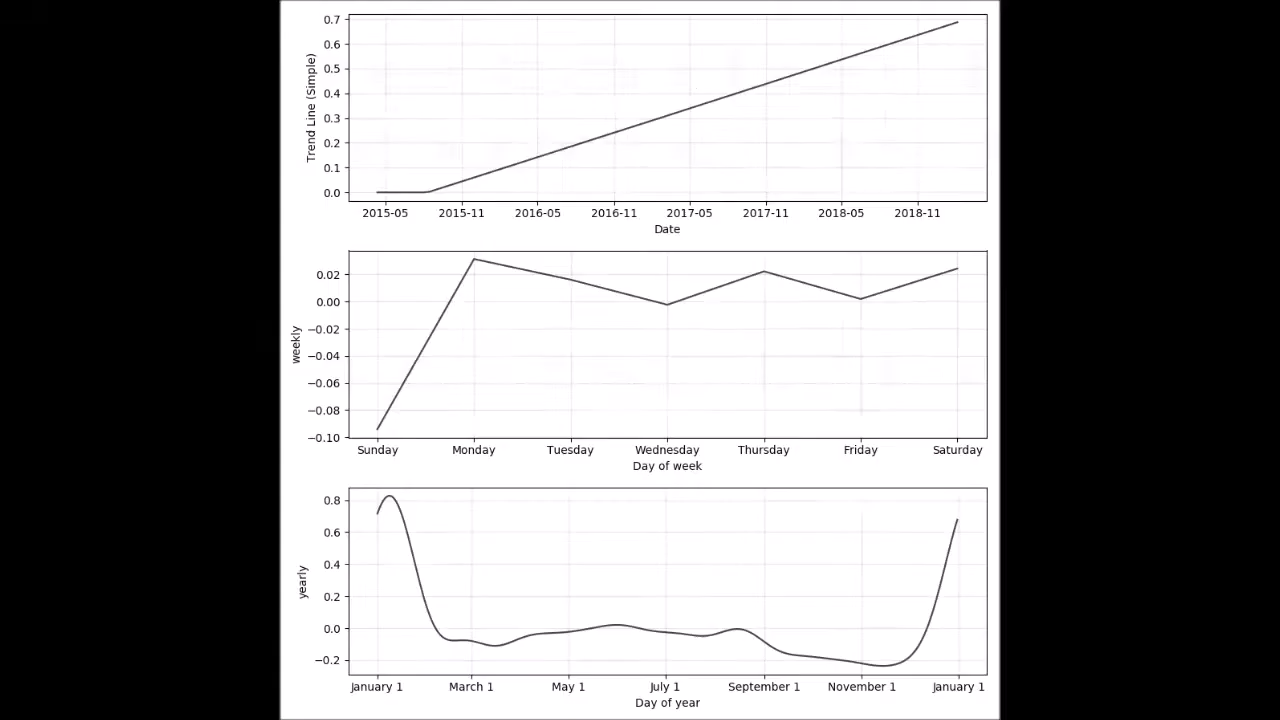 Trend Line (Simple)
0.7
0.6
0.5
0.4
0.3
0.2
0.1
0.0
2015-05 2015-11 2016-05 2016-11 2017-05 2017-11 2018-05 2018-11
Date
weekly
0.02
0.00
−0.02
−0.04
−0.06
−0.08
−0.10
Sunday Monday Tuesday Wednesday Thursday Friday Saturday
Day of week
yearly
0.8
0.6
0.4
0.2
0.0
−0.2
January 1 March 1 May 1 July 1 September 1 November 1 January 1
Day of year